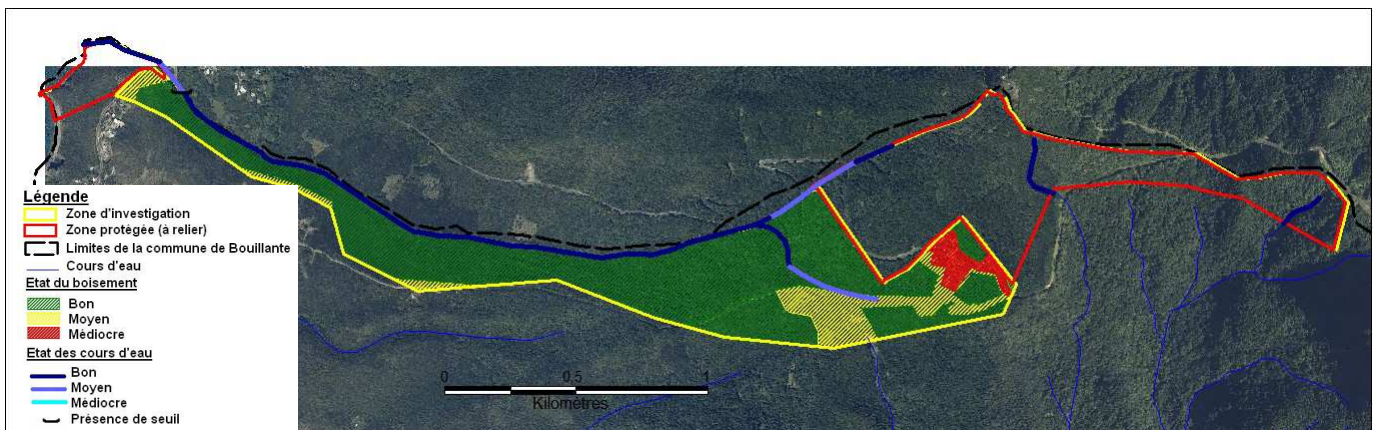 Légende
Zone d'investigation
Zone protégée (à relier)
Limites de la commune de Bouillante
Cours d'eau
Etat du boisement
Bon
Moyen
Médiocre
Etat des cours d'eau
Bon
Moyen
Médiocre
Présence de seuil
0 0.5 1
Kilomètres